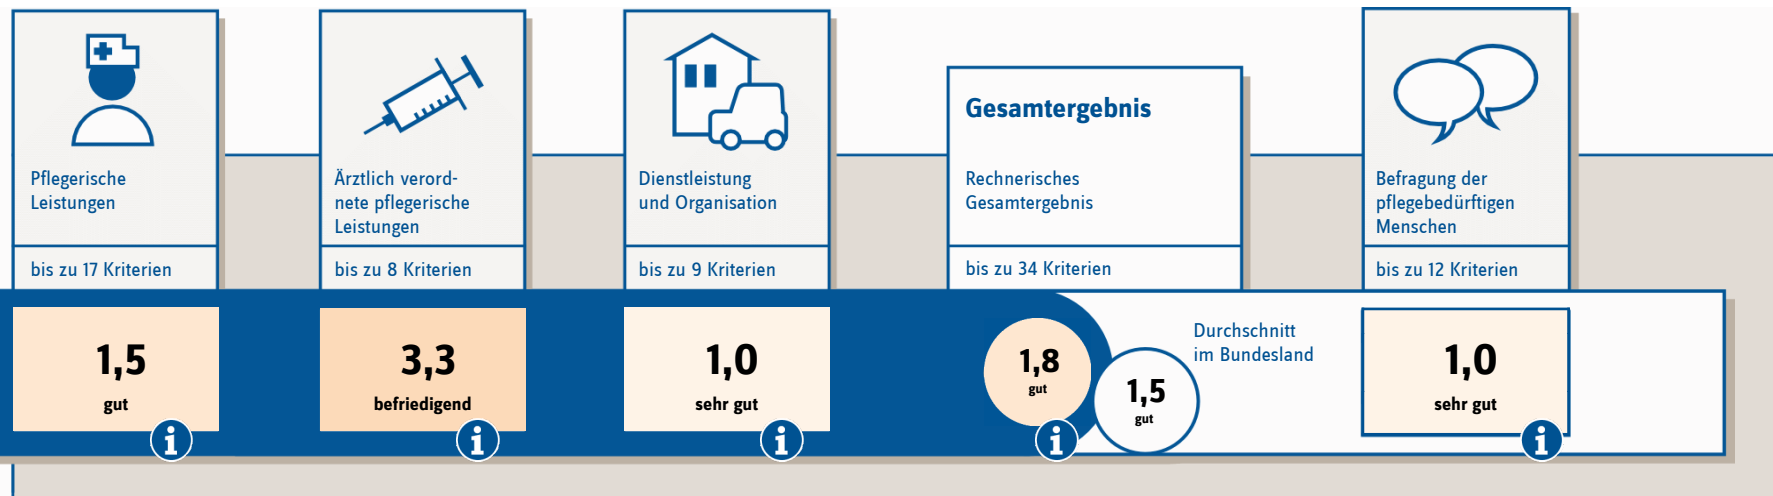 Pflegerische
Leistungen
bis zu 17 Kriterien
1,5
gut
Ärztlich verord-
nete pflegerische
Leistungen
bis zu 8 Kriterien
3,3
befriedigend
Dienstleistung
und Organisation
bis zu 9 Kriterien
1,0
sehr gut
Gesamtergebnis
Rechnerisches
Gesamtergebnis
bis zu 34 Kriterien
1,8
gut
1,5
gut
Durchschnitt
im Bundesland
Befragung der
pflegebedürftigen
Menschen
bis zu 12 Kriterien
1,0
sehr gut